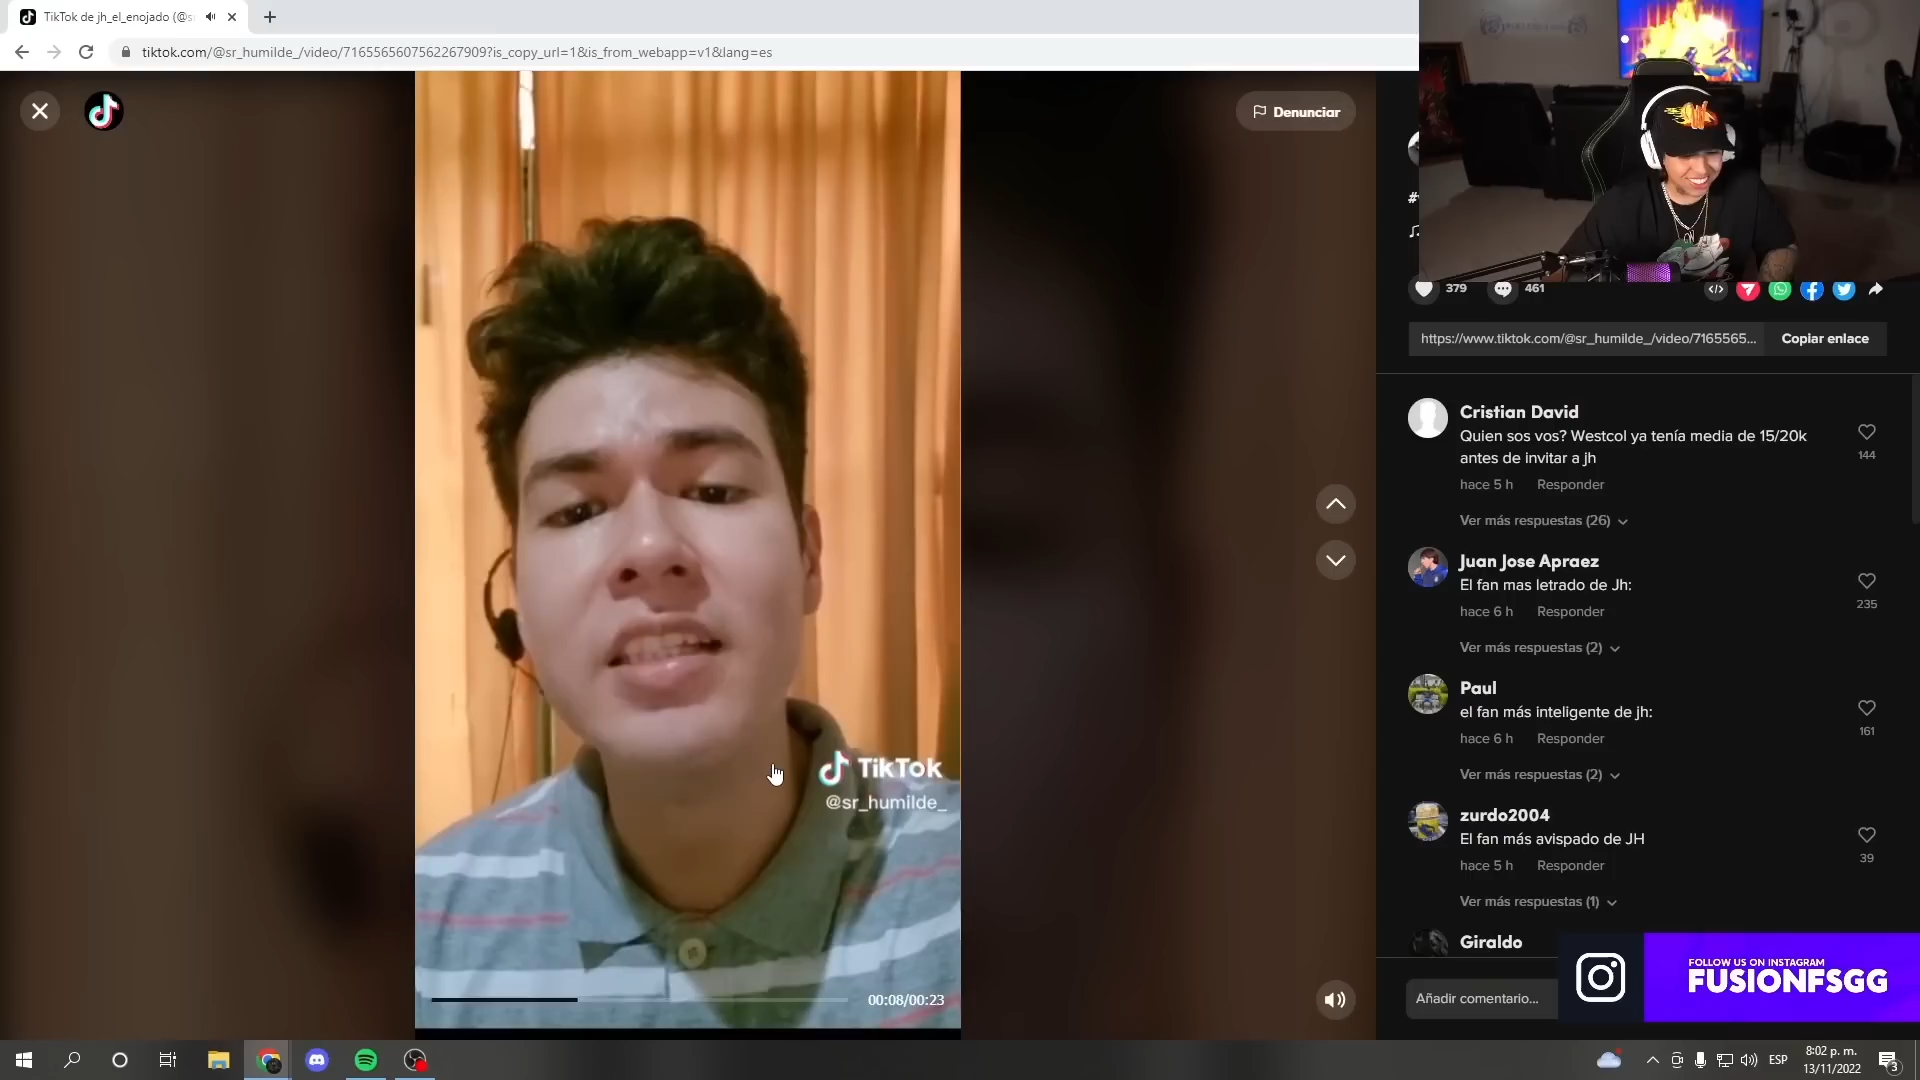 TikTok de jh_el_enojado (@s
tiktok.com/@sr_humilde_/video/7165565607562267909?is_copy_url=1&is_from_webapp=v1&lang=es
Denunciar
TikTok
@sr_humilde_
00:08/00:23
379
461
https://www.tiktok.com/@sr_humilde_/video/7165565...
Copiar enlace
Cristian David
Quien sos vos? Westcol ya tenía media de 15/20k
antes de invitar a jh
144
hace 5 h Responder
Ver más respuestas (26)
Juan Jose Apraez
El fan mas letrado de Jh:
235
hace 6 h Responder
Ver más respuestas (2)
Paul
el fan más inteligente de jh:
161
hace 6 h Responder
Ver más respuestas (2)
zurdo2004
El fan más avispado de JH
39
hace 5 h Responder
Ver más respuestas (1)
Giraldo
Añadir comentario...
FOLLOW US ON INSTAGRAM
FUSIONFSGG
ESP
8:02 p. m.
13/11/2022
3